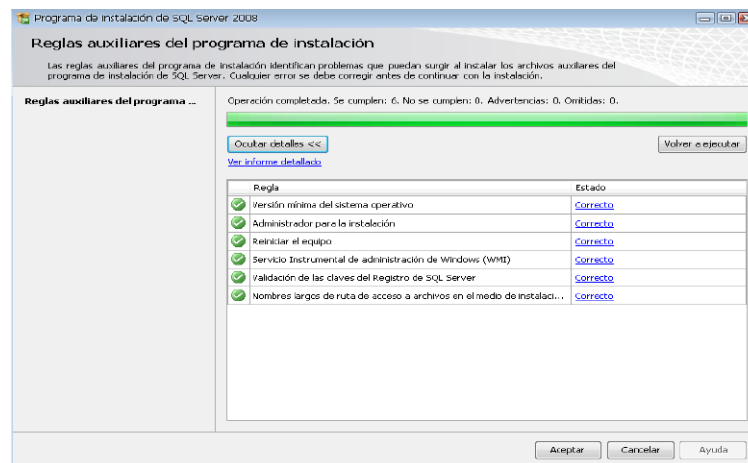 Programa de instalación de SQL Server 2008
Reglas auxiliares del programa de instalación
Las reglas auxiliares del programa de instalación identifican problemas que puedan surgir al instalar los archivos auxiliares del
programa de instalación de SQL Server. Cualquier error se debe corregir antes de continuar con la instalación.
Reglas auxiliares del programa ...
Operación completada. Se cumplen: 6. No se cumplen: 0. Advertencias: 0. Omitidas: 0.
Ocultar detalles <<
Volver a ejecutar
Ver informe detallado
Regla Estado
Versión mínima del sistema operativo Correcto
Administrador para la instalación Correcto
Reiniciar el equipo Correcto
Servicio Instrumental de administración de Windows (WMI) Correcto
Validación de las claves del Registro de SQL Server Correcto
Nombres largos de ruta de acceso a archivos en el medio de instalaci... Correcto
Aceptar Cancelar Ayuda